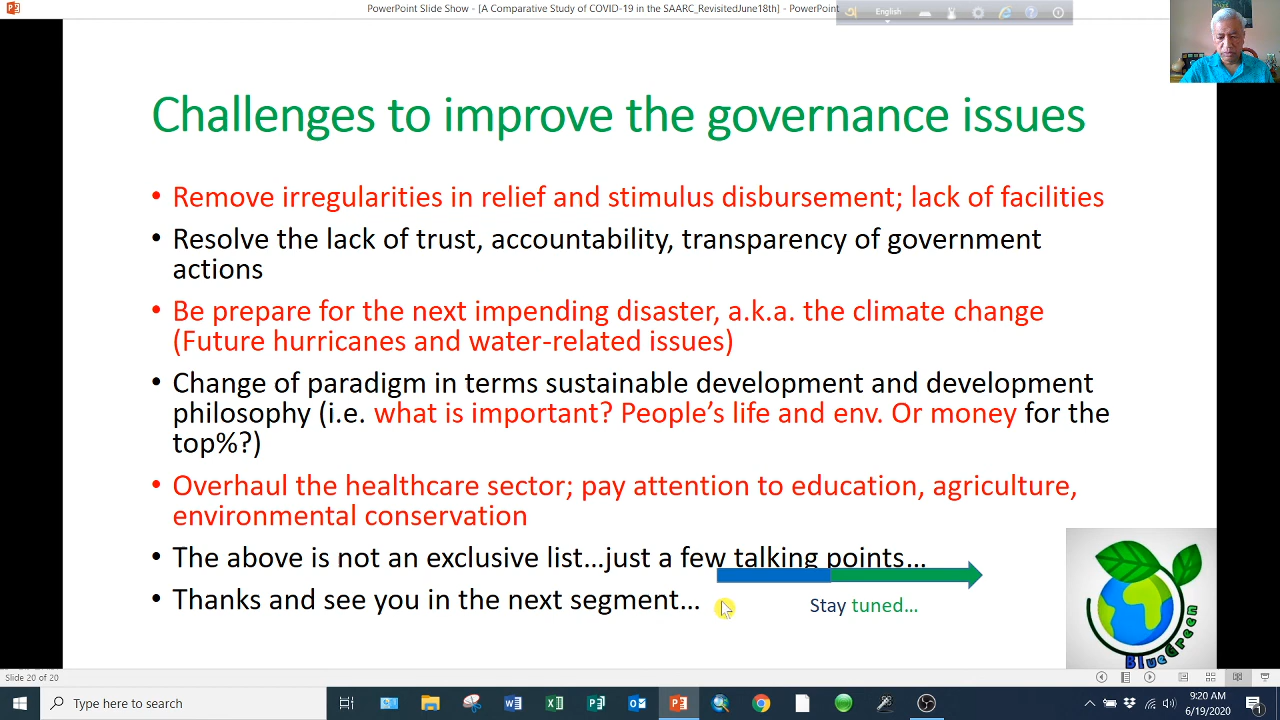 PowerPoint Slide Show - [A Comparative Study of COVID-19 in the SAARC_RevisitedJune18th] - PowerPoint
English
Challenges to improve the governance issues
• Remove irregularities in relief and stimulus disbursement; lack of facilities
• Resolve the lack of trust, accountability, transparency of government
actions
• Be prepare for the next impending disaster, a.k.a. the climate change
(Future hurricanes and water-related issues)
• Change of paradigm in terms sustainable development and development
philosophy (i.e. what is important? People's life and env. Or money for the
top%?)
• Overhaul the healthcare sector; pay attention to education, agriculture,
environmental conservation
• The above is not an exclusive list…just a few talking points…
• Thanks and see you in the next segment…
Stay tuned…
BlueGreen
Slide 20 of 20
Type here to search
9:20 AM
6/19/2020
1